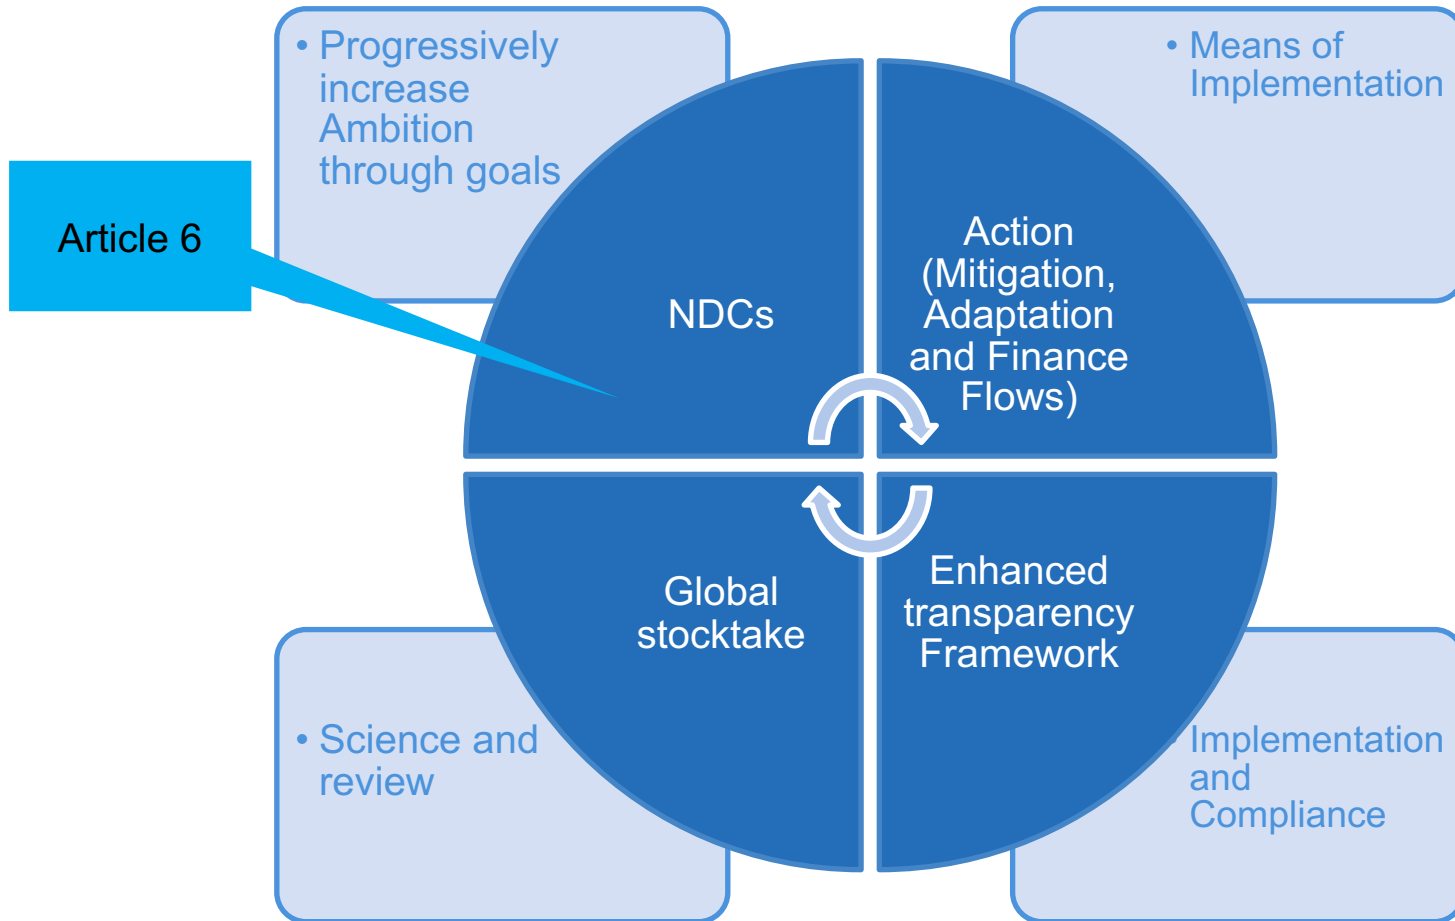 • Progressively
increase
Ambition
through goals
• Means of
Implementation
Article 6
NDCs
Action
(Mitigation,
Adaptation
and Finance
Flows)
Global
stocktake
Enhanced
transparency
Framework
• Science and
review
• Implementation
and
Compliance